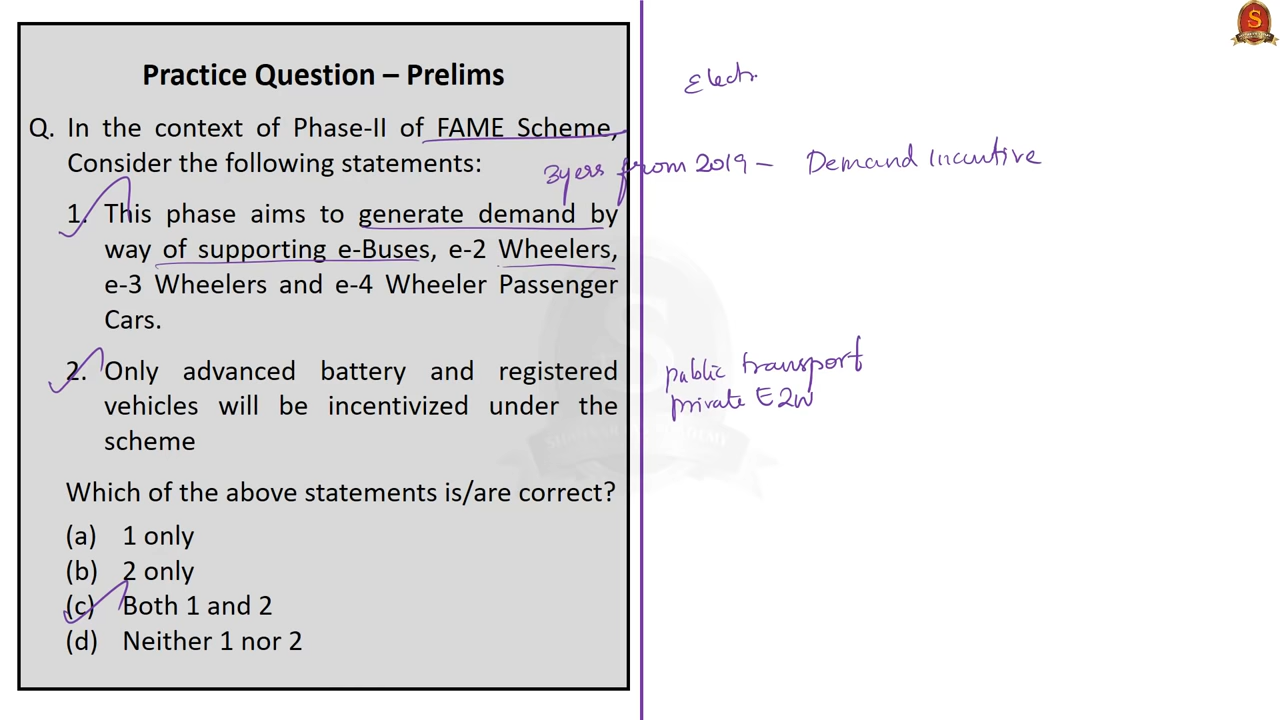 Practice Question – Prelims
Q. In the context of Phase-II of FAME Scheme,
Consider the following statements:
1. This phase aims to generate demand by
way of supporting e-Buses, e-2 Wheelers,
e-3 Wheelers and e-4 Wheeler Passenger
Cars.
2. Only advanced battery and registered
vehicles will be incentivized under the
scheme
Which of the above statements is/are correct?
(a) 1 only
(b) 2 only
(c) Both 1 and 2
(d) Neither 1 nor 2
Electr.
3yers from 2019 – Demand Incentive
public transport
private E2W
S